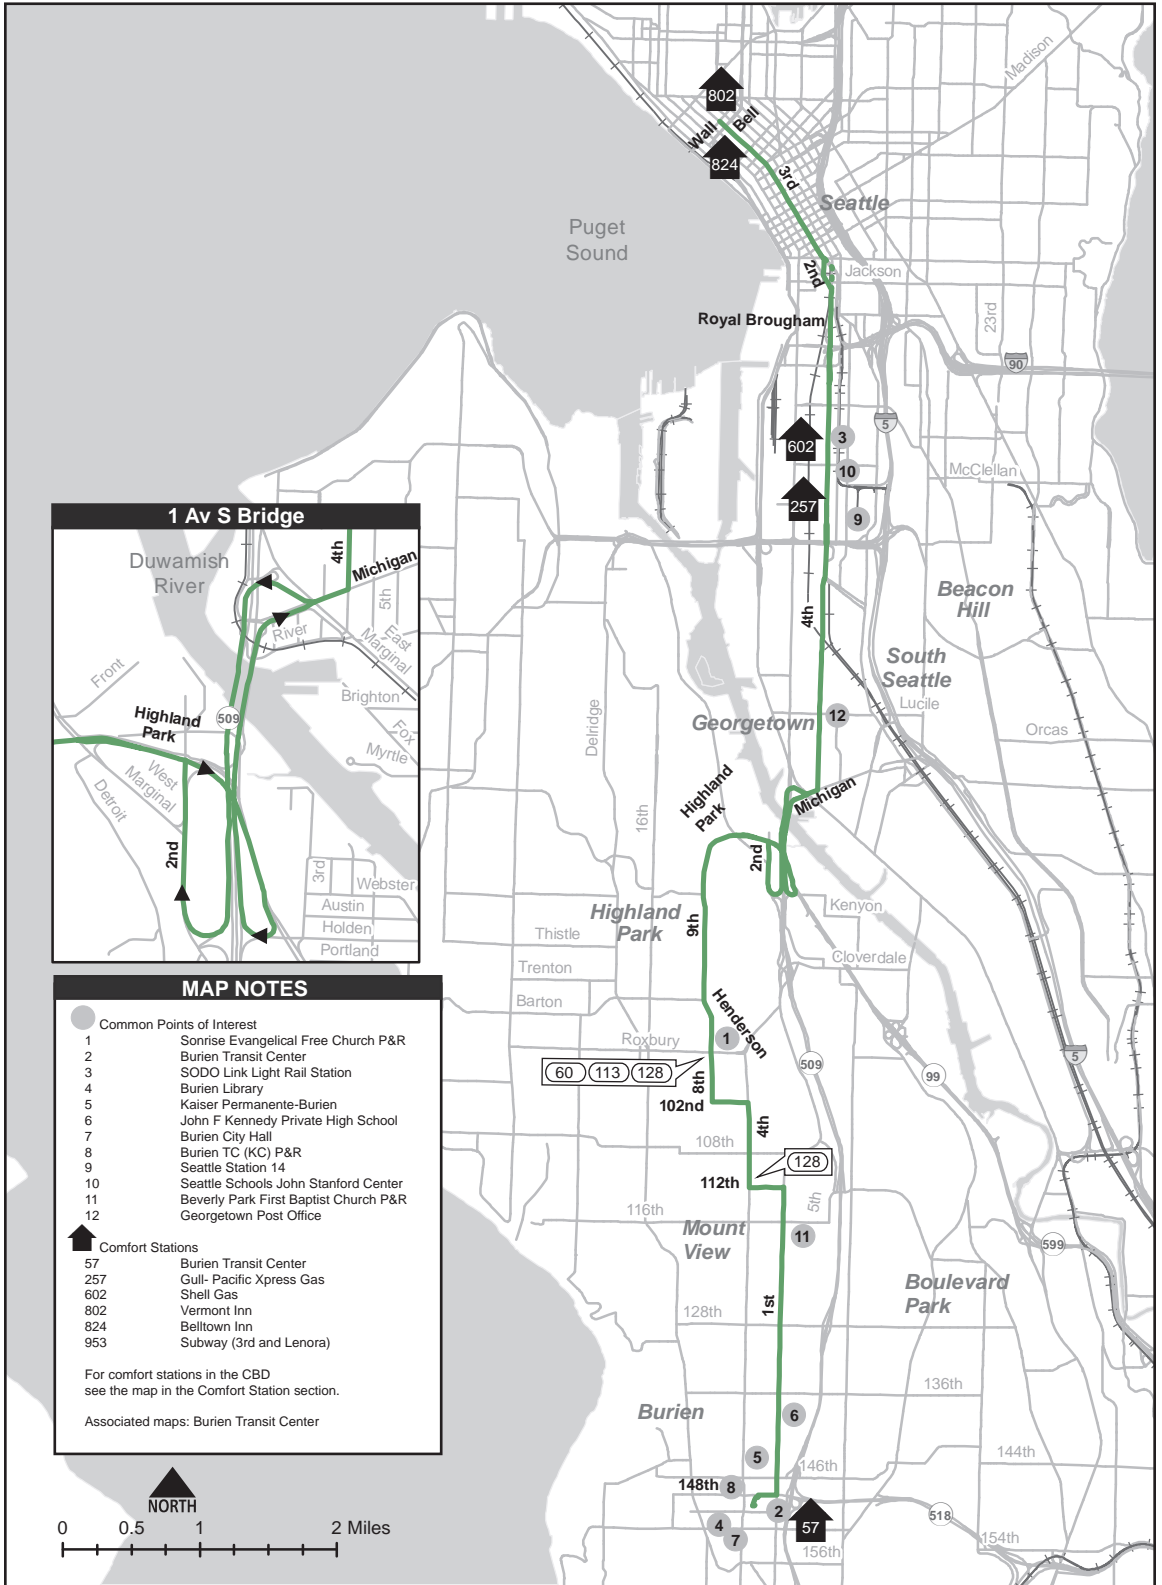 Madison
802
Wall
Bell
824
3rd
Seattle
Puget
Sound
2nd
Jackson
Royal Brougham
23rd
90
5
602
3
10
McClellan
257
9
1 Av S Bridge
Duwamish
River
4th
Michigan
5th
River
East
Marginal
Front
Brighton
509
Highland
Park
Fox
Myrtle
West
Marginal
Detroit
2nd
3rd
Webster
Austin
Holden
Portland
Beacon
Hill
4th
South
Seattle
Lucile
Georgetown
12
Orcas
Delridge
Highland
Park
Michigan
16th
2nd
Kenyon
Highland
Park
9th
Thistle
Cloverdale
Trenton
Barton
Henderson
Roxbury
1
509
99
5
60
113
128
8th
102nd
4th
108th
128
112th
5th
116th
Mount
View
11
599
Boulevard
Park
1st
128th
136th
Burien
6
5
146th
144th
148th
8
2
57
518
4
7
154th
156th
MAP NOTES
Common Points of Interest
1 Sonrise Evangelical Free Church P&R
2 Burien Transit Center
3 SODO Link Light Rail Station
4 Burien Library
5 Kaiser Permanente-Burien
6 John F Kennedy Private High School
7 Burien City Hall
8 Burien TC (KC) P&R
9 Seattle Station 14
10 Seattle Schools John Stanford Center
11 Beverly Park First Baptist Church P&R
12 Georgetown Post Office
Comfort Stations
57 Burien Transit Center
257 Gull- Pacific Xpress Gas
602 Shell Gas
802 Vermont Inn
824 Belltown Inn
953 Subway (3rd and Lenora)
For comfort stations in the CBD
see the map in the Comfort Station section.
Associated maps: Burien Transit Center
NORTH
0 0.5 1 2 Miles